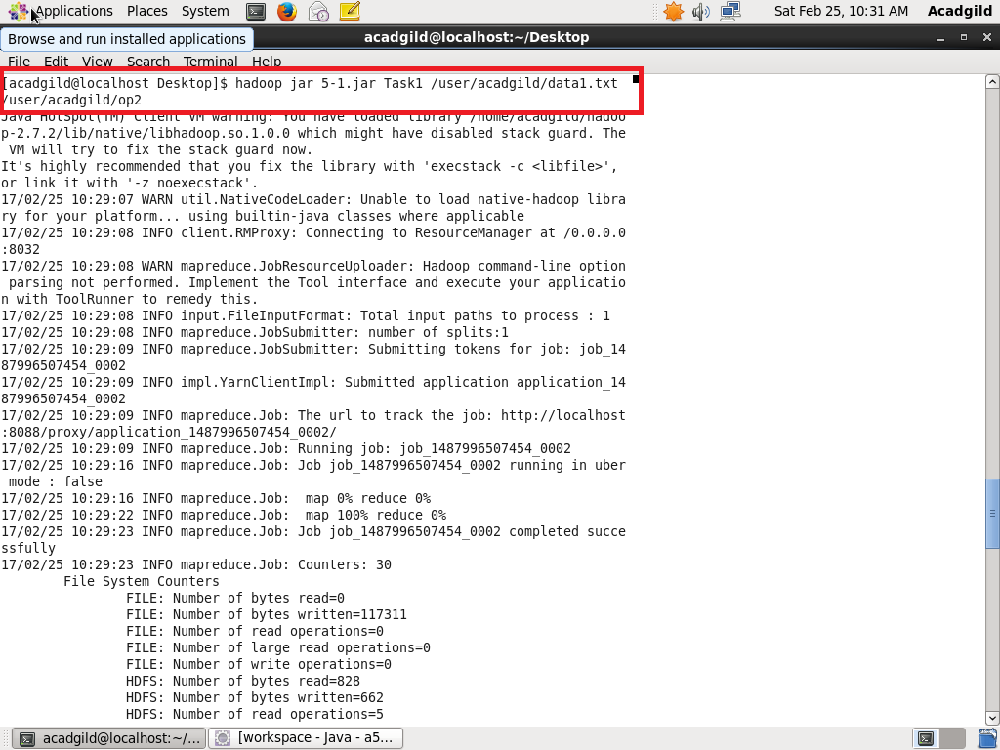 Applications Places System Sat Feb 25, 10:31 AM Acadgild
Browse and run installed applications
acadgild@localhost:~/Desktop
File Edit View Search Terminal Help
[acadgild@localhost Desktop]$ hadoop jar 5-1.jar Task1 /user/acadgild/data1.txt
/user/acadgild/op2
Java HotSpot(TM) Client VM warning: You have loaded library /home/acadgild/hadoo
p-2.7.2/lib/native/libhadoop.so.1.0.0 which might have disabled stack guard. The
 VM will try to fix the stack guard now.
It's highly recommended that you fix the library with 'execstack -c <libfile>',
or link it with '-z noexecstack'.
17/02/25 10:29:07 WARN util.NativeCodeLoader: Unable to load native-hadoop libra
ry for your platform... using builtin-java classes where applicable
17/02/25 10:29:08 INFO client.RMProxy: Connecting to ResourceManager at /0.0.0.0
:8032
17/02/25 10:29:08 WARN mapreduce.JobResourceUploader: Hadoop command-line option
 parsing not performed. Implement the Tool interface and execute your applicatio
n with ToolRunner to remedy this.
17/02/25 10:29:08 INFO input.FileInputFormat: Total input paths to process : 1
17/02/25 10:29:08 INFO mapreduce.JobSubmitter: number of splits:1
17/02/25 10:29:09 INFO mapreduce.JobSubmitter: Submitting tokens for job: job_14
87996507454_0002
17/02/25 10:29:09 INFO impl.YarnClientImpl: Submitted application application_14
87996507454_0002
17/02/25 10:29:09 INFO mapreduce.Job: The url to track the job: http://localhost
:8088/proxy/application_1487996507454_0002/
17/02/25 10:29:09 INFO mapreduce.Job: Running job: job_1487996507454_0002
17/02/25 10:29:16 INFO mapreduce.Job: Job job_1487996507454_0002 running in uber
 mode : false
17/02/25 10:29:16 INFO mapreduce.Job:  map 0% reduce 0%
17/02/25 10:29:22 INFO mapreduce.Job:  map 100% reduce 0%
17/02/25 10:29:23 INFO mapreduce.Job: Job job_1487996507454_0002 completed succe
ssfully
17/02/25 10:29:23 INFO mapreduce.Job: Counters: 30
File System Counters
FILE: Number of bytes read=0
FILE: Number of bytes written=117311
FILE: Number of read operations=0
FILE: Number of large read operations=0
FILE: Number of write operations=0
HDFS: Number of bytes read=828
HDFS: Number of bytes written=662
HDFS: Number of read operations=5
acadgild@localhost:~/... [workspace - Java - a5...